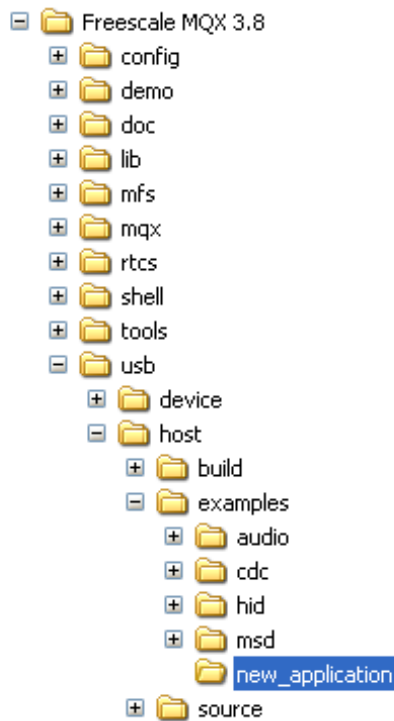 Freescale MQX 3.8
config
demo
doc
lib
mfs
mqx
rtcs
shell
tools
usb
device
host
build
examples
audio
cdc
hid
msd
new_application
source